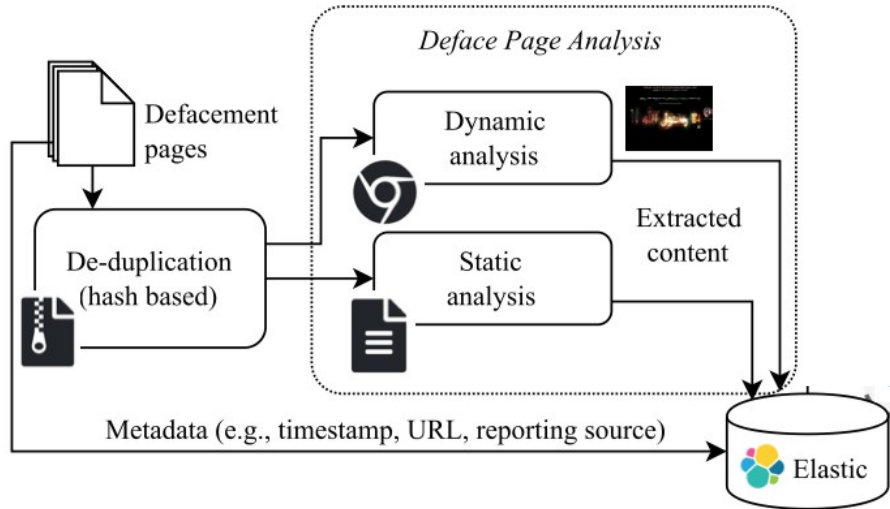 Deface Page Analysis
Defacement
pages
Dynamic
analysis
De-duplication
(hash based)
Static
analysis
Extracted
content
Metadata (e.g., timestamp, URL, reporting source)
Elastic